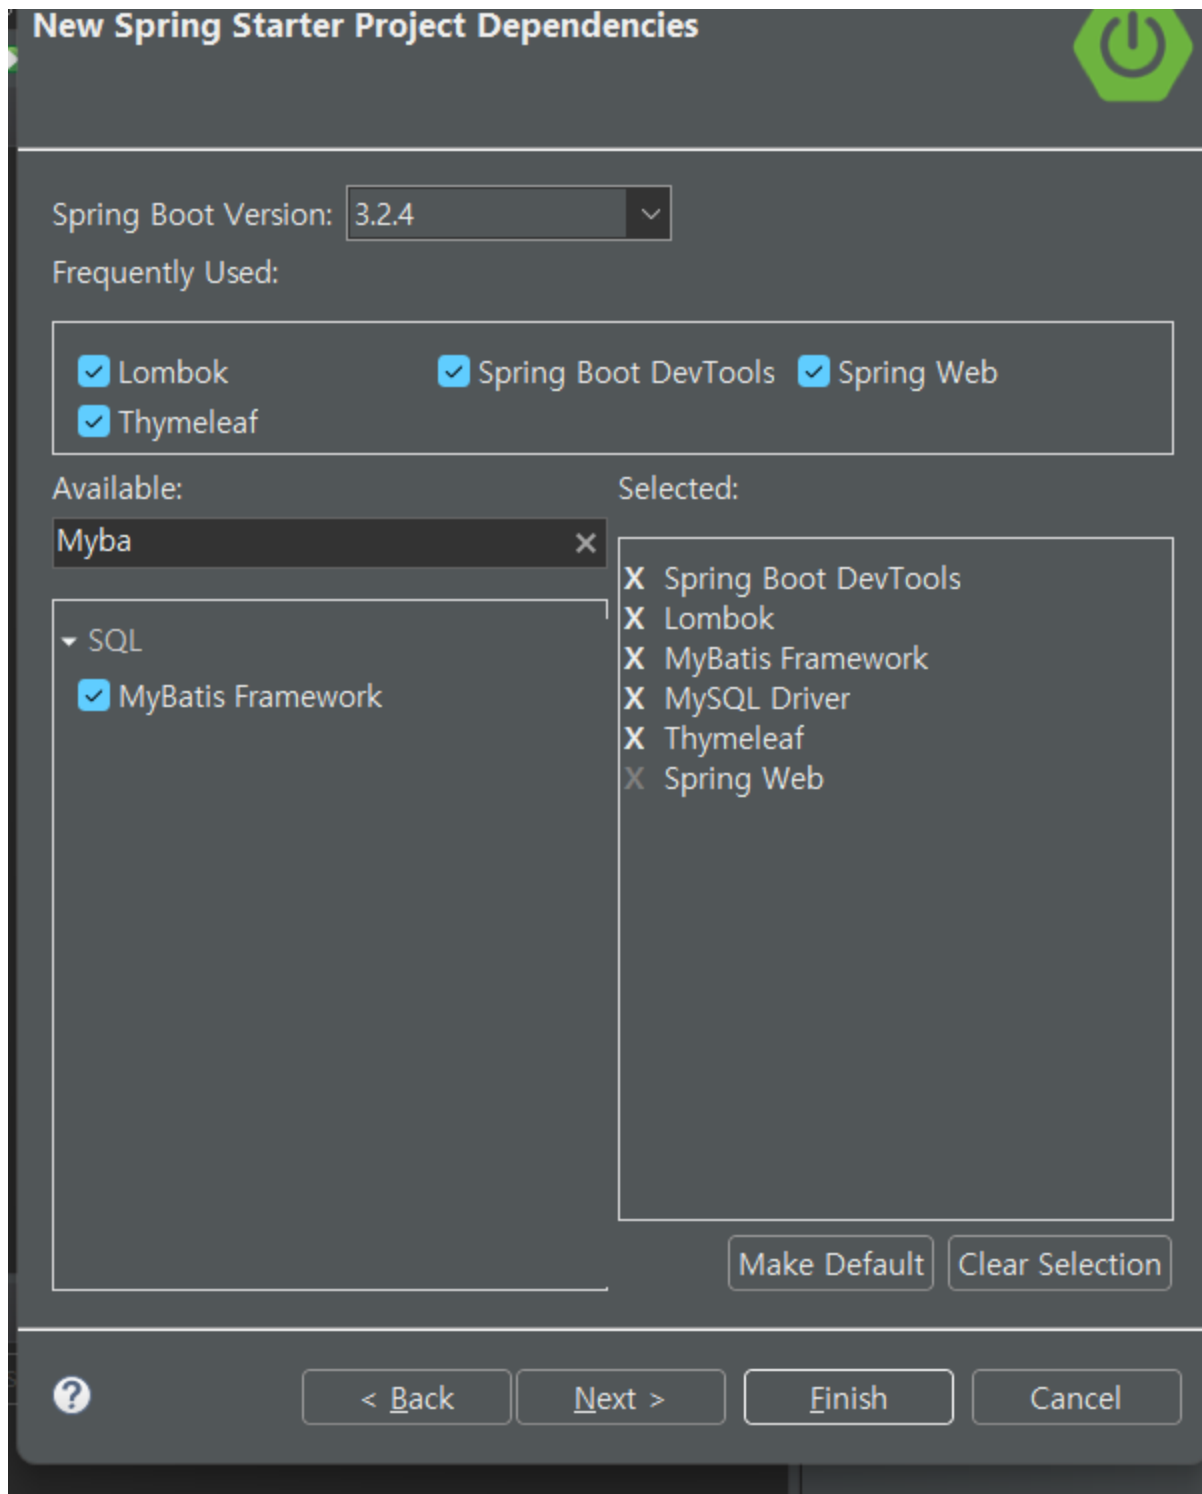 New Spring Starter Project Dependencies
Spring Boot Version: 3.2.4
Frequently Used:
Lombok Spring Boot DevTools Spring Web
Thymeleaf
Available:
Myba
SQL
MyBatis Framework
Selected:
X Spring Boot DevTools
X Lombok
X MyBatis Framework
X MySQL Driver
X Thymeleaf
X Spring Web
Make Default Clear Selection
? < Back Next > Finish Cancel